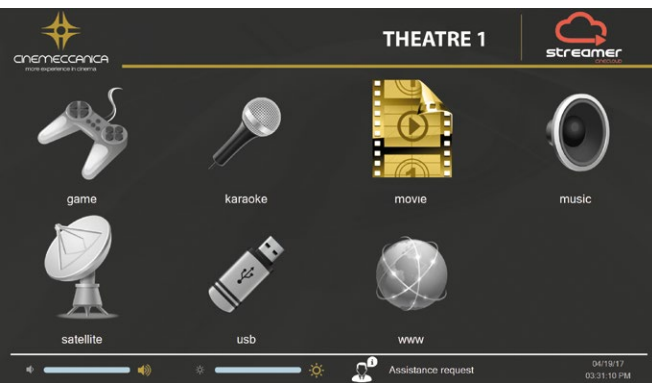 CINEMECCANICA
more experience in cinema
THEATRE 1
streamer
CINECLOUD
game
karaoke
movie
music
satellite
usb
www
Assistance request
04/19/17
03:31:10 PM